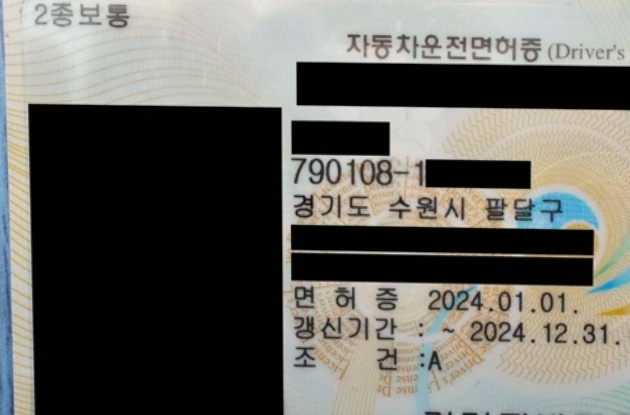 2종보통
자동차운전면허증 (Driver's
790108-1
경기도 수원시 팔달구
면 허 증 2024.01.01.
갱신기간 : ~ 2024.12.31.
조 건 :A